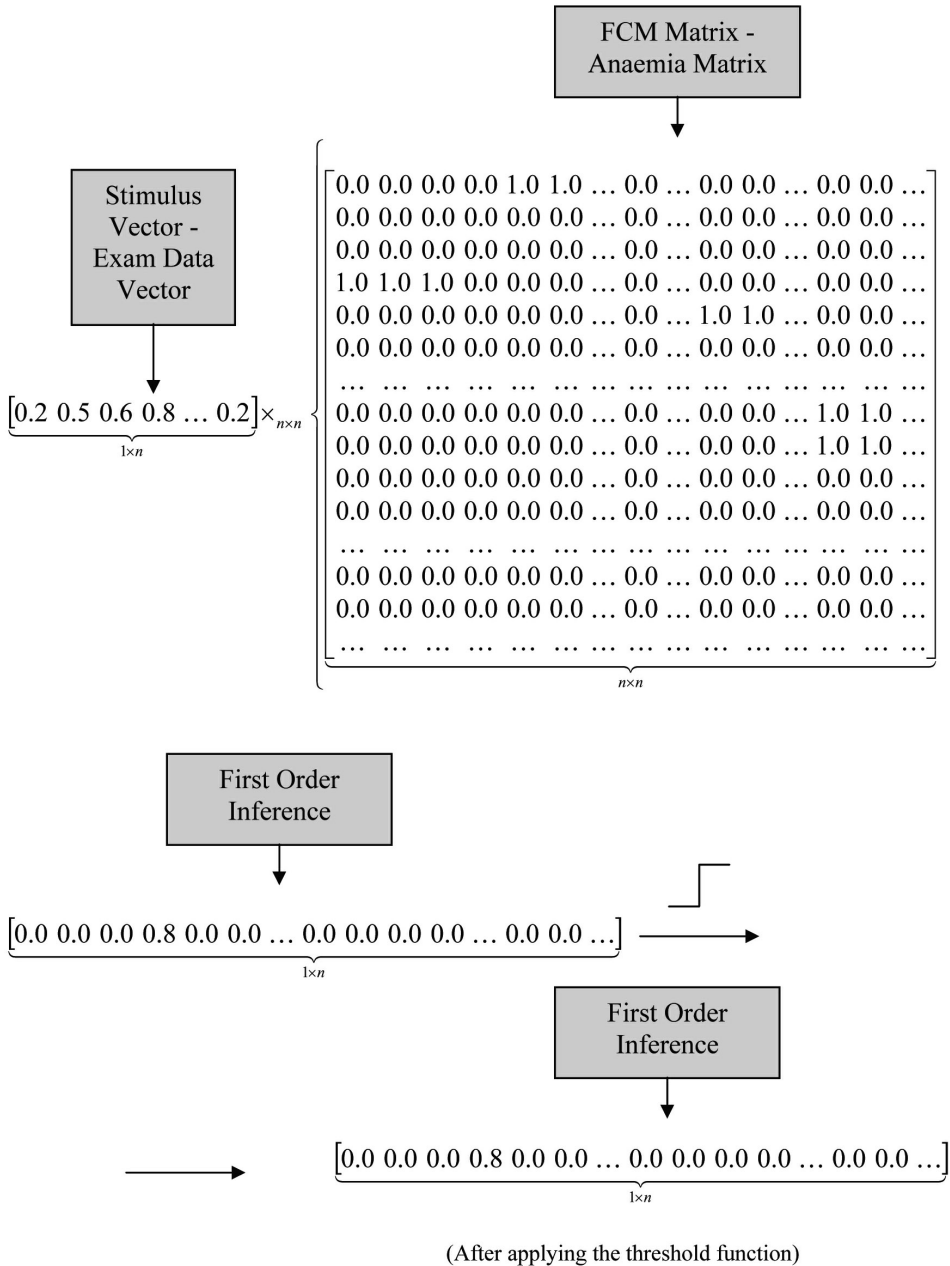 FCM Matrix -
Anaemia Matrix
Stimulus
Vector -
Exam Data
Vector
[0.2 0.5 0.6 0.8 … 0.2] ×n×n
1×n
0.0 0.0 0.0 0.0 1.0 1.0 … 0.0 … 0.0 0.0 … 0.0 0.0 …
0.0 0.0 0.0 0.0 0.0 0.0 … 0.0 … 0.0 0.0 … 0.0 0.0 …
0.0 0.0 0.0 0.0 0.0 0.0 … 0.0 … 0.0 0.0 … 0.0 0.0 …
1.0 1.0 1.0 0.0 0.0 0.0 … 0.0 … 0.0 0.0 … 0.0 0.0 …
0.0 0.0 0.0 0.0 0.0 0.0 … 0.0 … 1.0 1.0 … 0.0 0.0 …
0.0 0.0 0.0 0.0 0.0 0.0 … 0.0 … 0.0 0.0 … 0.0 0.0 …
… … … … … … … … … … … … … …
0.0 0.0 0.0 0.0 0.0 0.0 … 0.0 … 0.0 0.0 … 1.0 1.0 …
0.0 0.0 0.0 0.0 0.0 0.0 … 0.0 … 0.0 0.0 … 1.0 1.0 …
0.0 0.0 0.0 0.0 0.0 0.0 … 0.0 … 0.0 0.0 … 0.0 0.0 …
0.0 0.0 0.0 0.0 0.0 0.0 … 0.0 … 0.0 0.0 … 0.0 0.0 …
… … … … … … … … … … … … … …
0.0 0.0 0.0 0.0 0.0 0.0 … 0.0 … 0.0 0.0 … 0.0 0.0 …
0.0 0.0 0.0 0.0 0.0 0.0 … 0.0 … 0.0 0.0 … 0.0 0.0 …
… … … … … … … … … … … … … …
n×n
First Order
Inference
[0.0 0.0 0.0 0.8 0.0 0.0 … 0.0 0.0 0.0 0.0 … 0.0 0.0 …]
1×n
First Order
Inference
[0.0 0.0 0.0 0.8 0.0 0.0 … 0.0 0.0 0.0 0.0 … 0.0 0.0 …]
1×n
(After applying the threshold function)